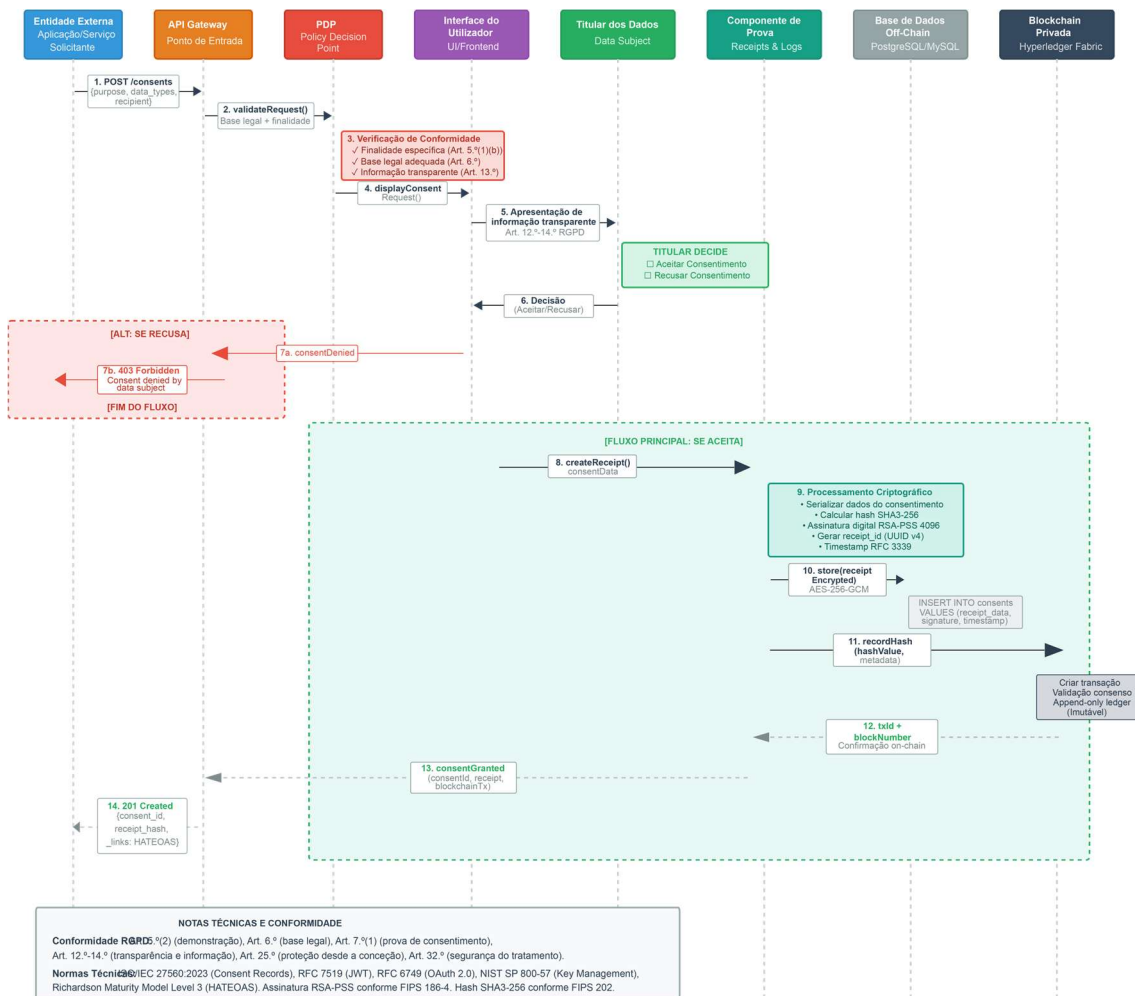 Entidade Externa
Aplicação/Serviço
Solicitante
API Gateway
Ponto de Entrada
PDP
Policy Decision
Point
Interface do
Utilizador
UI/Frontend
Titular dos Dados
Data Subject
Componente de
Prova
Receipts & Logs
Base de Dados
Off-Chain
PostgreSQL/MySQL
Blockchain
Privada
Hyperledger Fabric
1. POST /consents
{purpose, data_types,
recipient}
2. validateRequest()
Base legal + finalidade
3. Verificação de Conformidade
✓ Finalidade específica (Art. 5.º(1)(b))
✓ Base legal adequada (Art. 6.º)
✓ Informação transparente (Art. 13.º)
4. displayConsent
Request()
5. Apresentação de
informação transparente
Art. 12.º-14.º RGPD
TITULAR DECIDE
☐ Aceitar Consentimento
☐ Recusar Consentimento
6. Decisão
(Aceitar/Recusar)
[ALT: SE RECUSA]
7a. consentDenied
7b. 403 Forbidden
Consent denied by
data subject
[FIM DO FLUXO]
[FLUXO PRINCIPAL: SE ACEITA]
8. createReceipt()
consentData
9. Processamento Criptográfico
• Serializar dados do consentimento
• Calcular hash SHA3-256
• Assinatura digital RSA-PSS 4096
• Gerar receipt_id (UUID v4)
• Timestamp RFC 3339
10. store(receipt
Encrypted)
AES-256-GCM
INSERT INTO consents
VALUES (receipt_data,
signature, timestamp)
11. recordHash
(hashValue,
metadata)
Criar transação
Validação consenso
Append-only ledger
(Imutável)
12. txId +
blockNumber
Confirmação on-chain
13. consentGranted
(consentId, receipt,
blockchainTx)
14. 201 Created
{consent_id,
receipt_hash,
_links: HATEOAS}
NOTAS TÉCNICAS E CONFORMIDADE
Conformidade RGPD: 5.º(2) (demonstração), Art. 6.º (base legal), Art. 7.º(1) (prova de consentimento),
Art. 12.º-14.º (transparência e informação), Art. 25.º (proteção desde a conceção), Art. 32.º (segurança do tratamento).
Normas Técnicas: ISO/IEC 27560:2023 (Consent Records), RFC 7519 (JWT), RFC 6749 (OAuth 2.0), NIST SP 800-57 (Key Management),
Richardson Maturity Model Level 3 (HATEOAS). Assinatura RSA-PSS conforme FIPS 186-4. Hash SHA3-256 conforme FIPS 202.